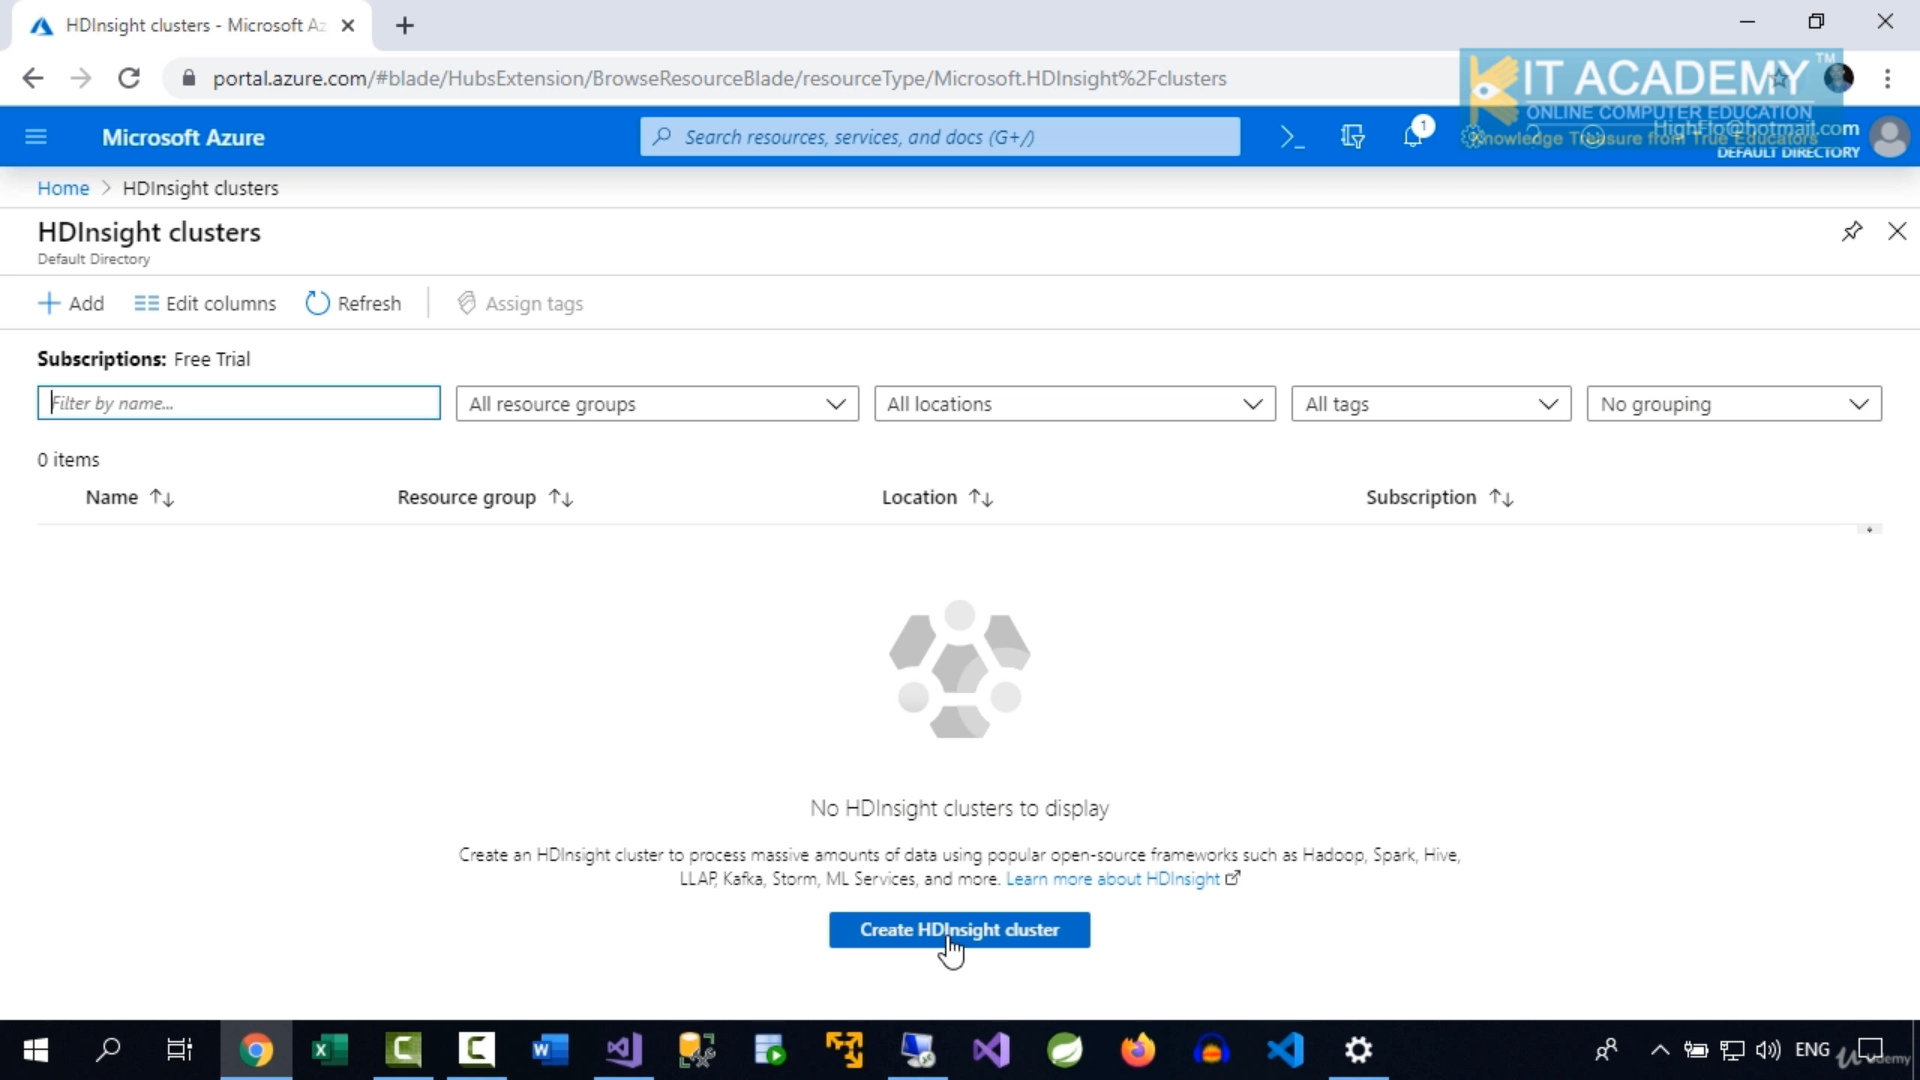 HDInsight clusters - Microsoft Az
portal.azure.com/#blade/HubsExtension/BrowseResourceBlade/resourceType/Microsoft.HDInsight%2Fclusters
KIT ACADEMY TM
ONLINE COMPUTER EDUCATION
Knowledge Treasure from True Educators
Microsoft Azure
Search resources, services, and docs (G+/)
1
HighFlo@hotmail.com
DEFAULT DIRECTORY
Home > HDInsight clusters
HDInsight clusters
Default Directory
Add
Edit columns
Refresh
Assign tags
Subscriptions: Free Trial
Filter by name...
All resource groups
All locations
All tags
No grouping
0 items
Name
Resource group
Location
Subscription
No HDInsight clusters to display
Create an HDInsight cluster to process massive amounts of data using popular open-source frameworks such as Hadoop, Spark, Hive,
LLAP, Kafka, Storm, ML Services, and more. Learn more about HDInsight
Create HDInsight cluster
ENG
udemy